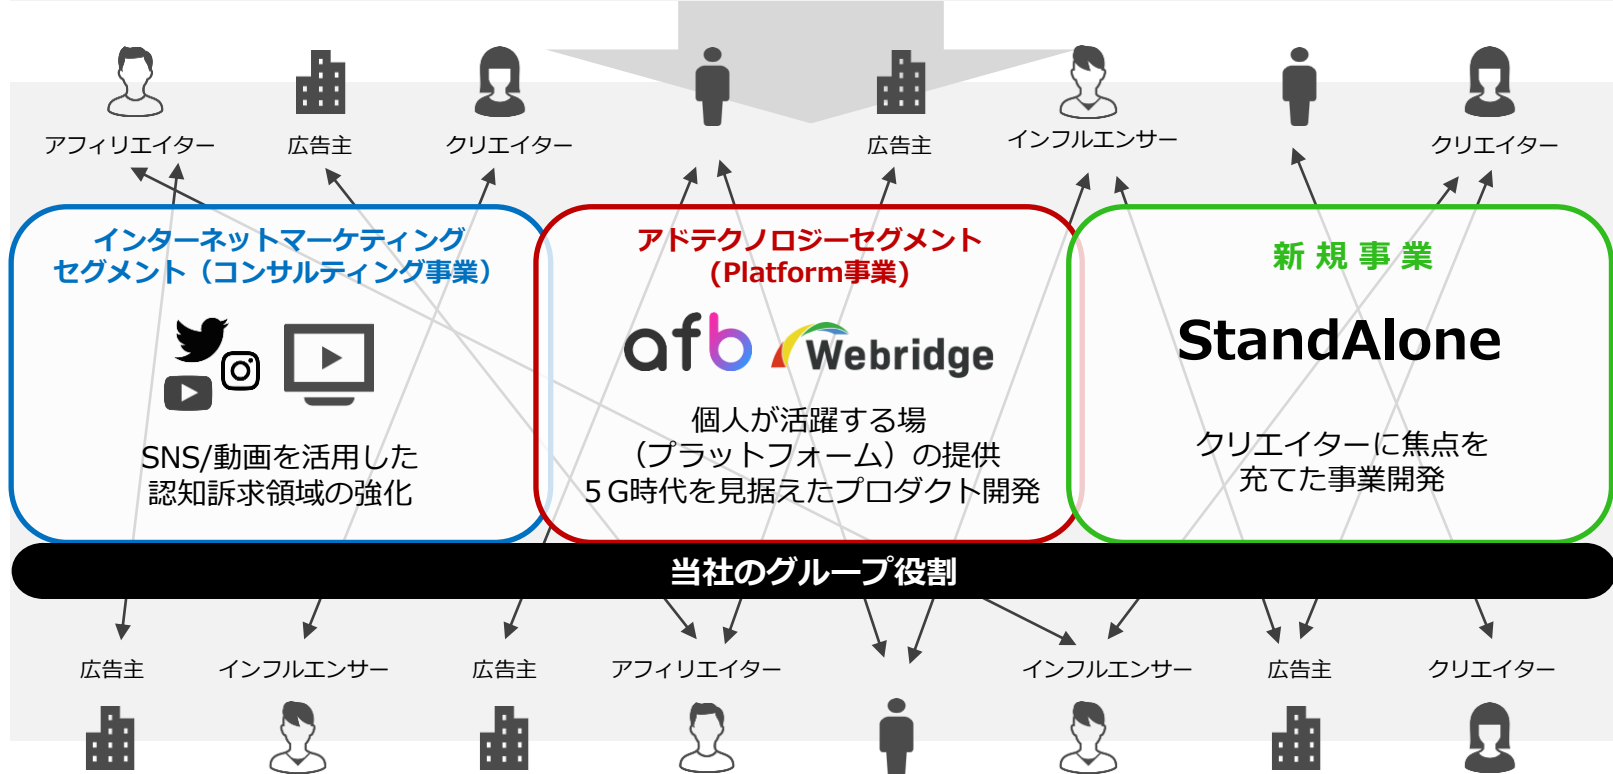 アフィリエイター
広告主
クリエイター
広告主
インフルエンサー
クリエイター
インターネットマーケティング
セグメント（コンサルティング事業）
SNS/動画を活用した
認知訴求領域の強化
アドテクノロジーセグメント
(Platform事業)
afb
Webridge
個人が活躍する場
（プラットフォーム）の提供
５G時代を見据えたプロダクト開発
新規事業
StandAlone
クリエイターに焦点を
充てた事業開発
当社のグループ役割
広告主
インフルエンサー
広告主
アフィリエイター
インフルエンサー
広告主
クリエイター